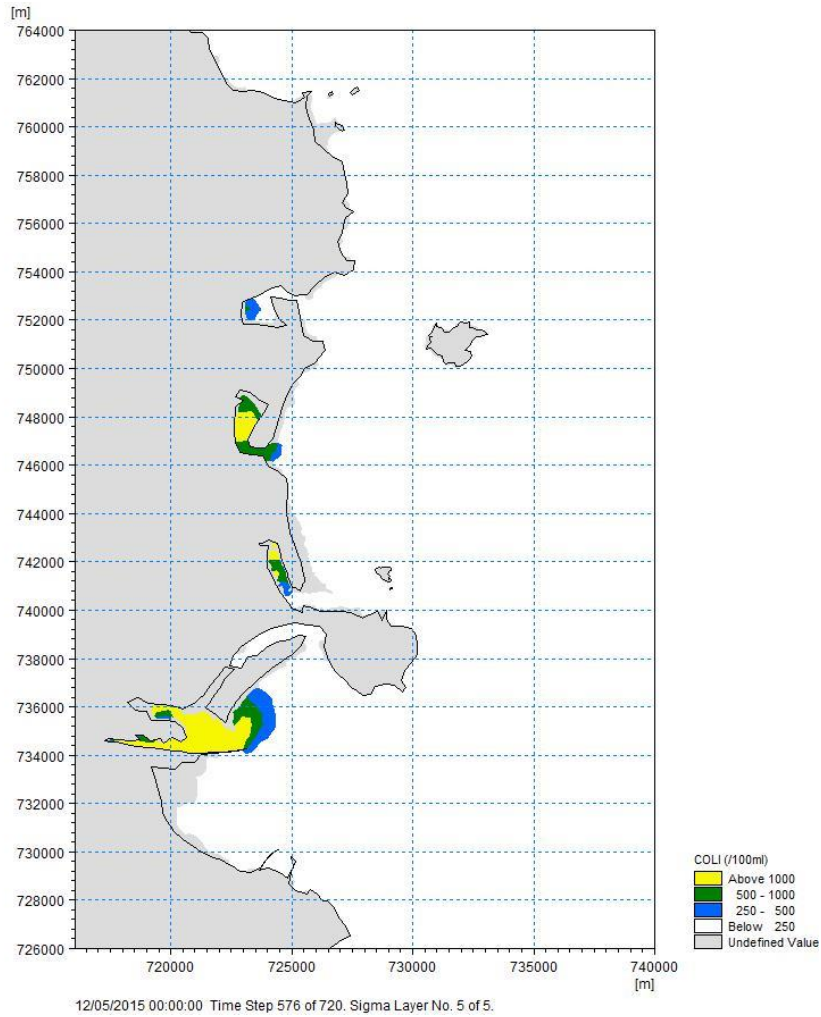 [m]
764000
762000
760000
758000
756000
754000
752000
750000
748000
746000
744000
742000
740000
738000
736000
734000
732000
730000
728000
726000
720000 725000 730000 735000 740000
[m]
COLI (/100ml)
Above 1000
500 - 1000
250 - 500
Below 250
Undefined Value
12/05/2015 00:00:00 Time Step 576 of 720. Sigma Layer No. 5 of 5.